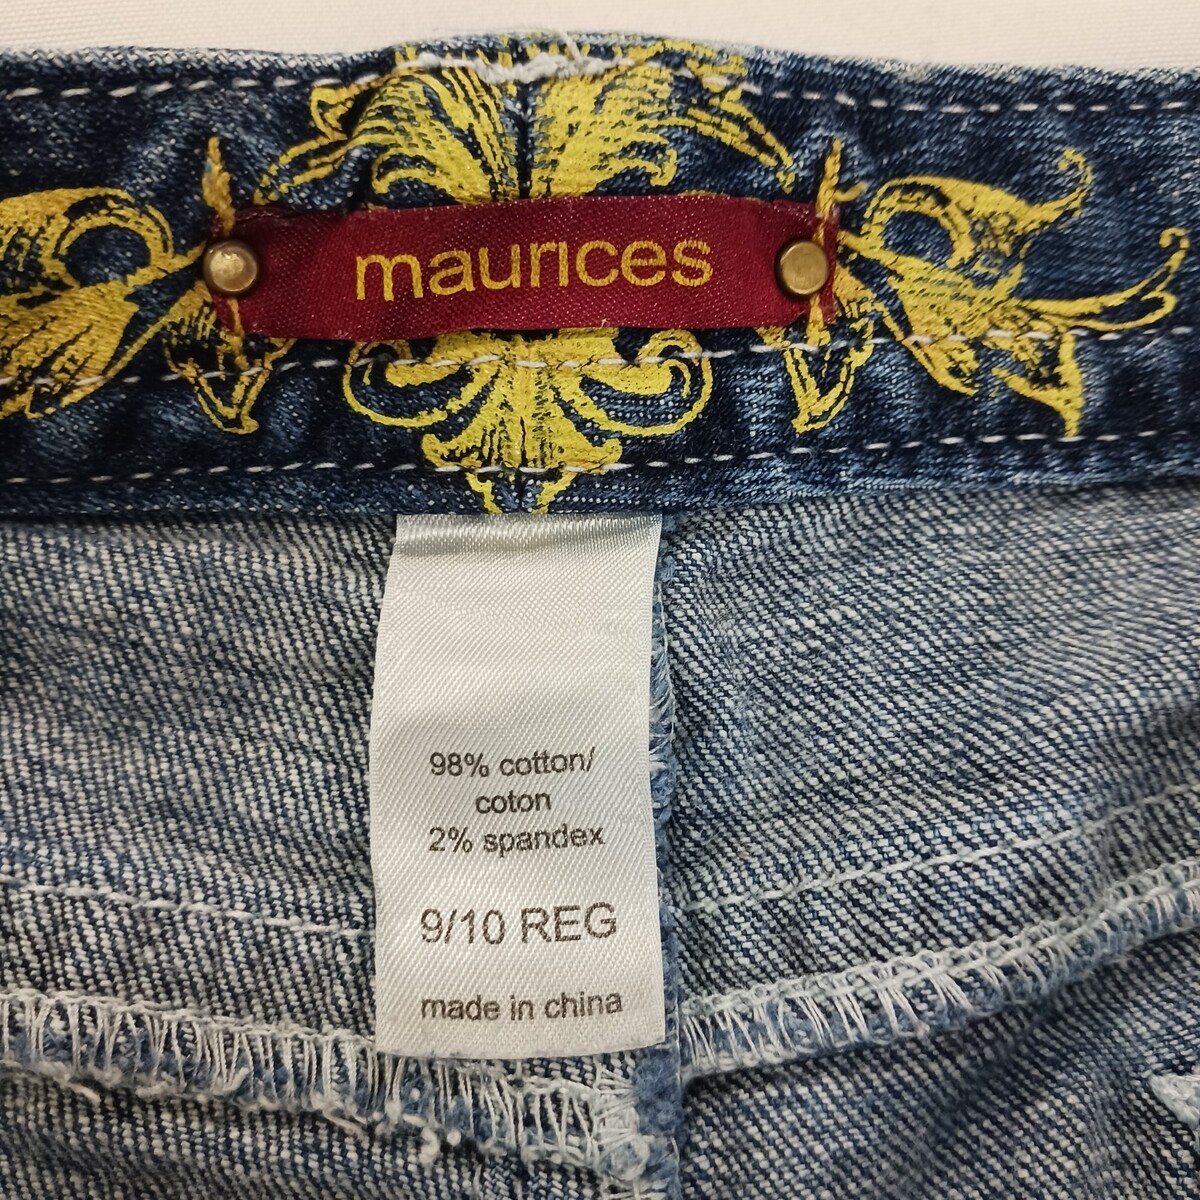 maurices
98% cotton/
coton
2% spandex
9/10 REG
made in china